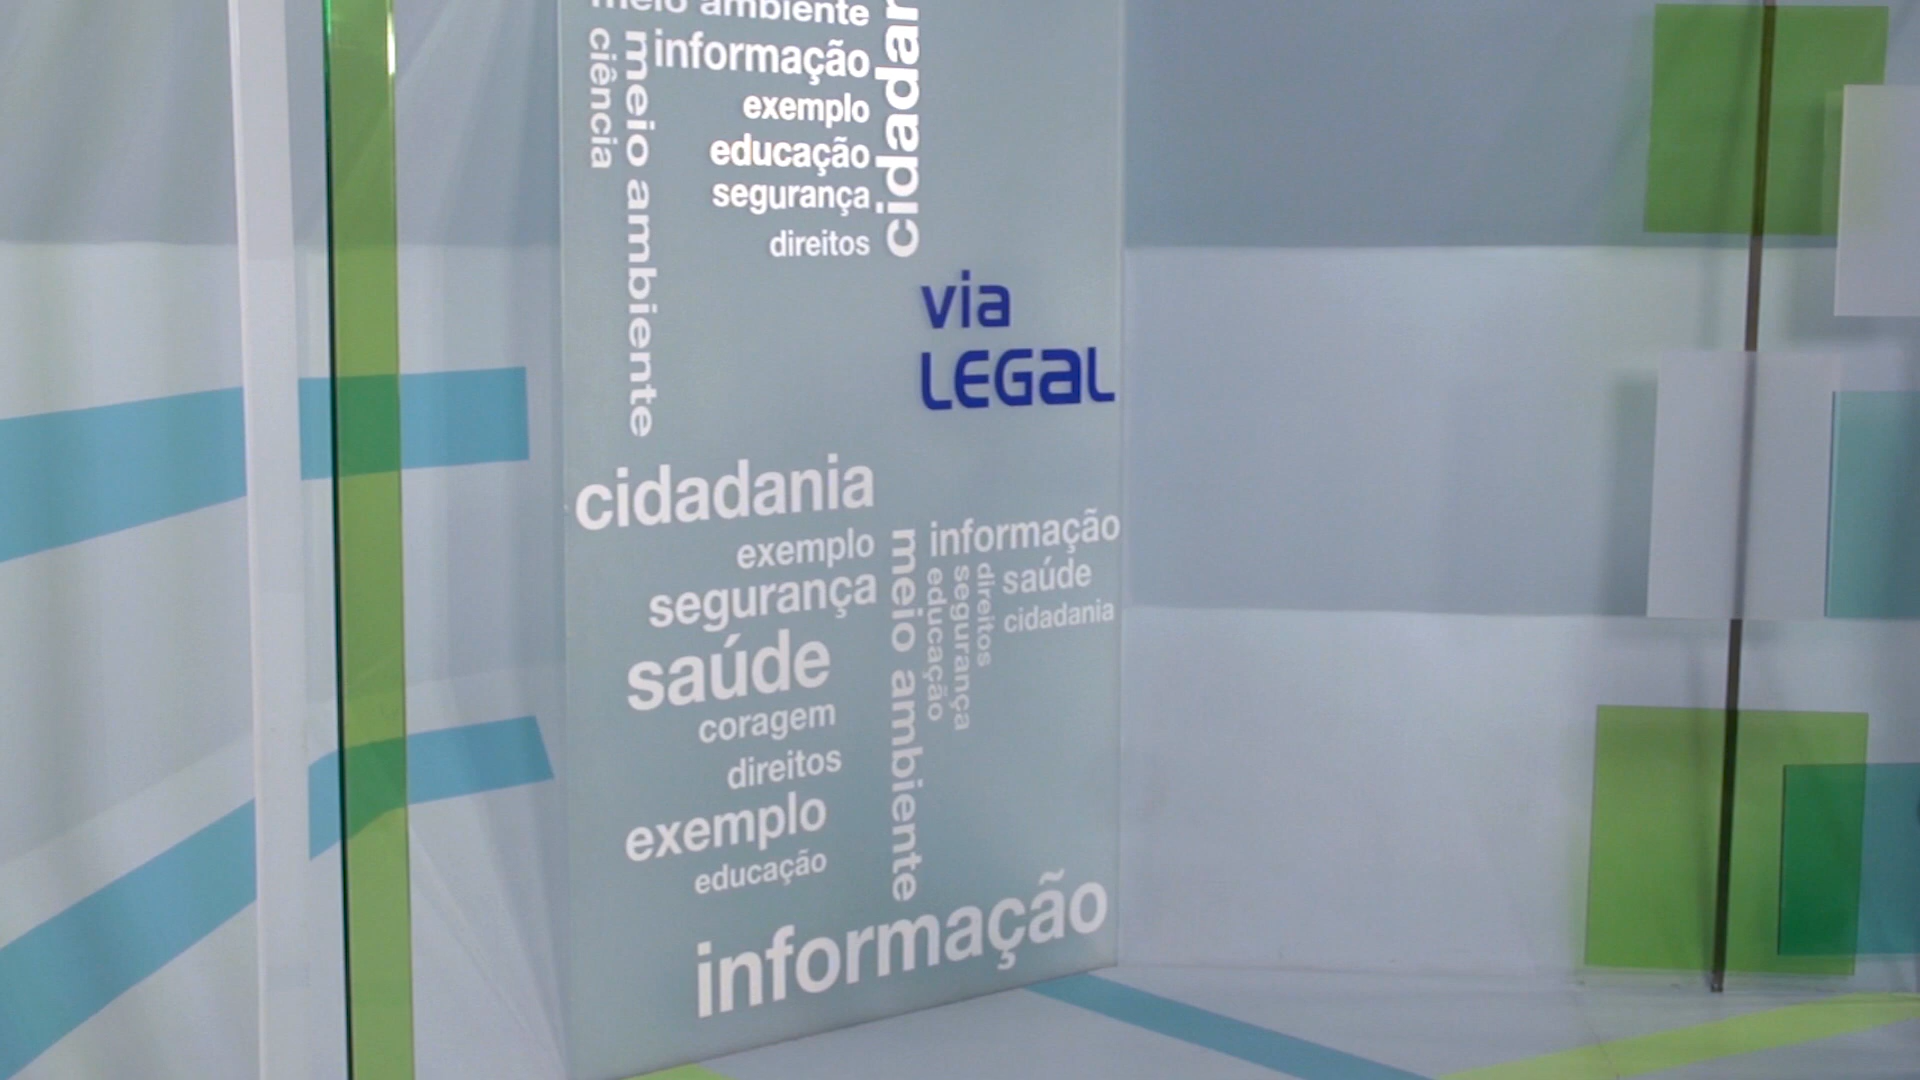 meio ambiente
ciência
meio ambiente
informação
exemplo
educação
segurança
direitos
cidadan
via
LEGAL
cidadania
exemplo
segurança
saúde
coragem
direitos
exemplo
educação
meio ambiente
informação
educação
segurança
direitos
saúde
cidadania
informação